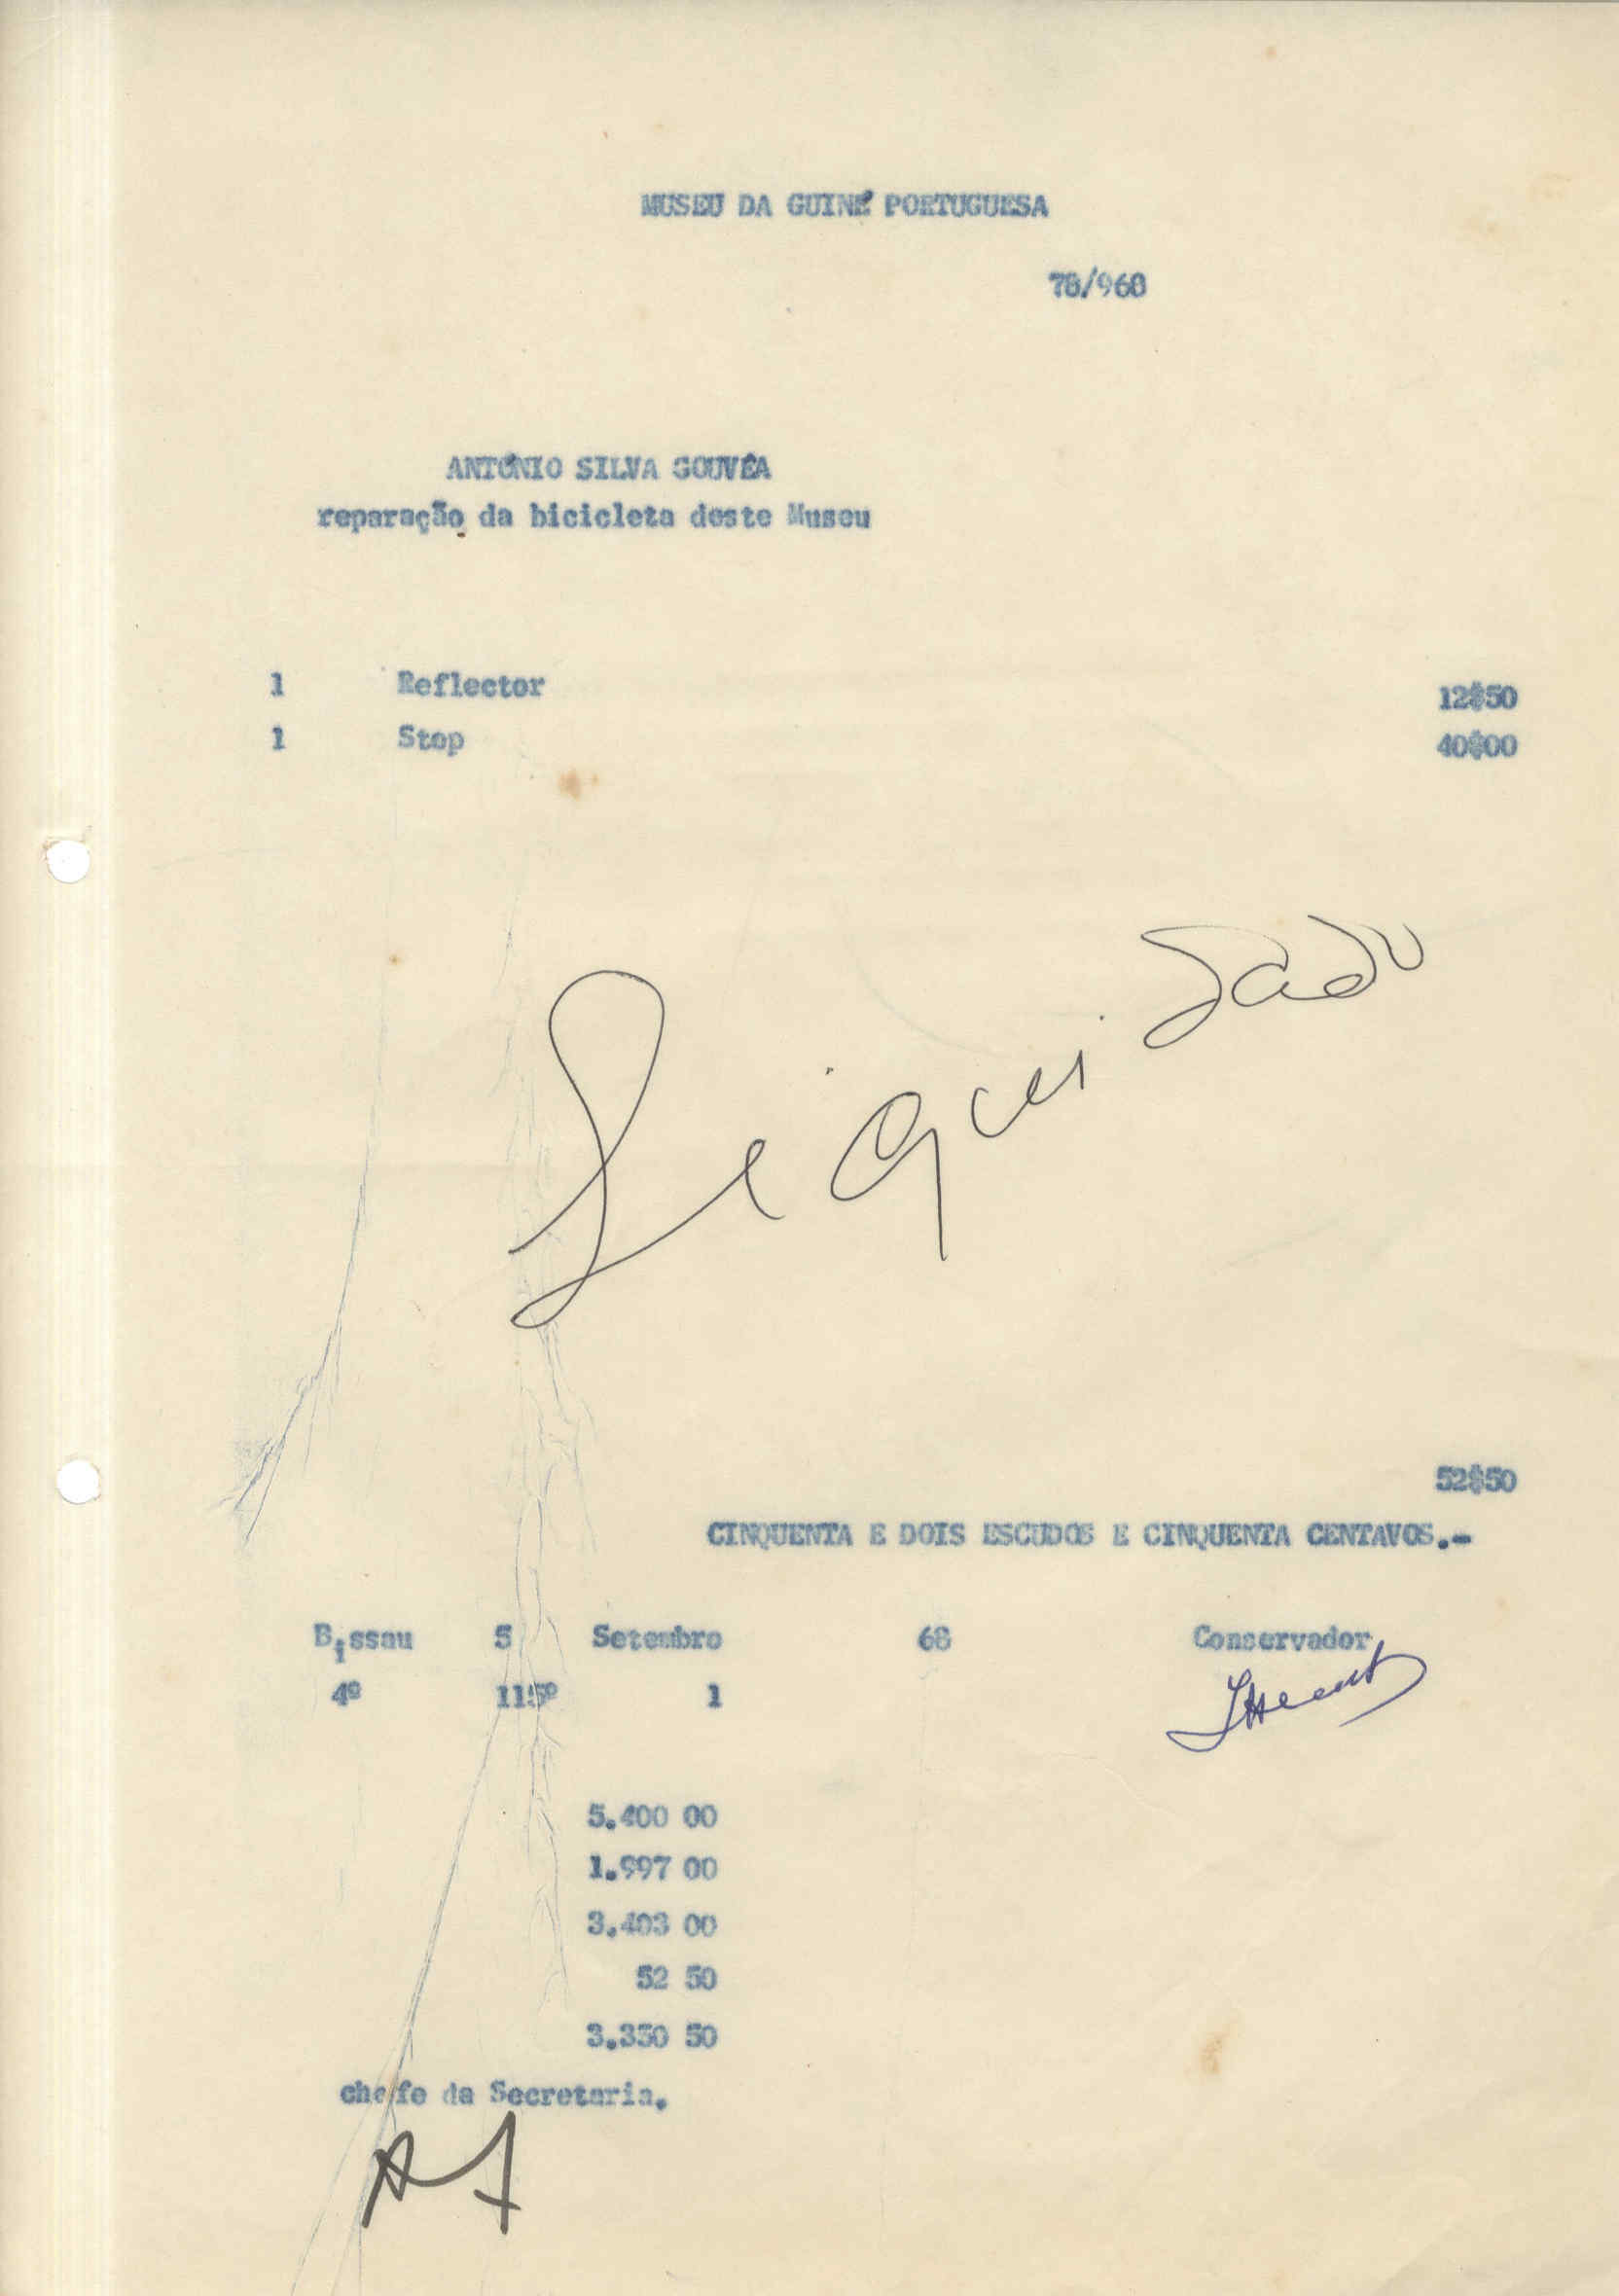 MUSEU DA GUINÉ PORTUGUESA
78/968
ANTÓNIO SILVA GOUVÊA
reparação da bicicleta deste Museu
1 Reflector 12$50
1 Stop 40$00
Liquidado
52$50
CINQUENTA E DOIS ESCUDOS E CINQUENTA CENTAVOS.-
Bissau 5 Setembro 68 Conservador
4º 115º 1
5.400 00
1.997 00
3.403 00
52 50
3.350 50
chefe da Secretaria.